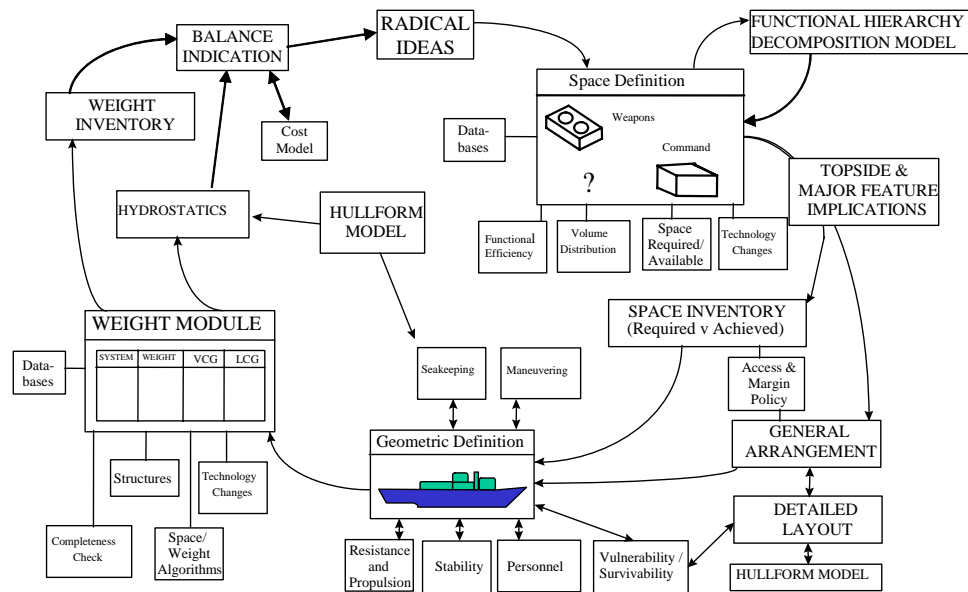 BALANCE
INDICATION
RADICAL
IDEAS
FUNCTIONAL HIERARCHY
DECOMPOSITION MODEL
WEIGHT
INVENTORY
Cost
Model
Space Definition
Weapons
Command
?
Data-
bases
TOPSIDE &
MAJOR FEATURE
IMPLICATIONS
HYDROSTATICS
HULLFORM
MODEL
Functional
Efficiency
Volume
Distribution
Space
Required/
Available
Technology
Changes
SPACE INVENTORY
(Required v Achieved)
WEIGHT MODULE
SYSTEM
WEIGHT
VCG
LCG
Data-
bases
Seakeeping
Maneuvering
Access &
Margin
Policy
Geometric Definition
GENERAL
ARRANGEMENT
Structures
Technology
Changes
Completeness
Check
Space/
Weight
Algorithms
Resistance
and
Propulsion
Stability
Personnel
Vulnerability /
Survivability
DETAILED
LAYOUT
HULLFORM MODEL